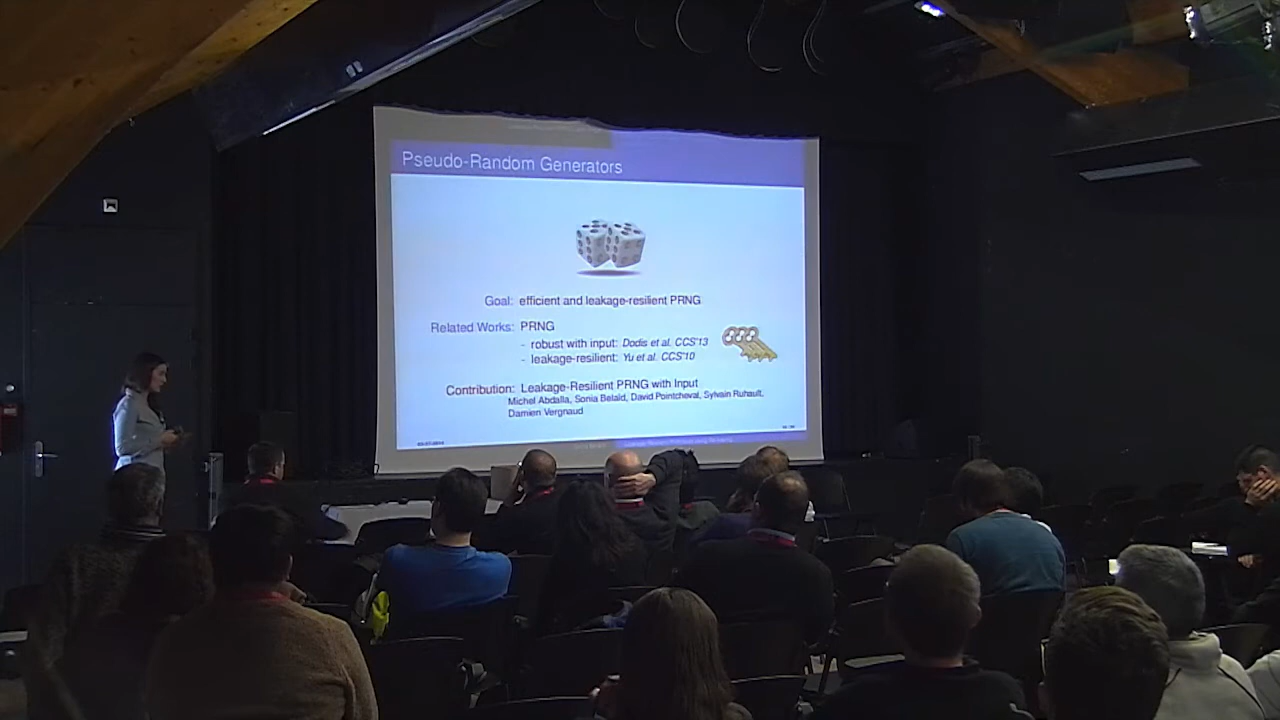 Pseudo-Random Generators
Goal: efficient and leakage-resilient PRNG
Related Works: PRNG
- robust with input: Dodis et al. CCS'13
- leakage-resilient: Yu et al. CCS'10
Contribution: Leakage-Resilient PRNG with Input
Michel Abdalla, Sonia Belaïd, David Pointcheval, Sylvain Ruhault,
Damien Vergnaud